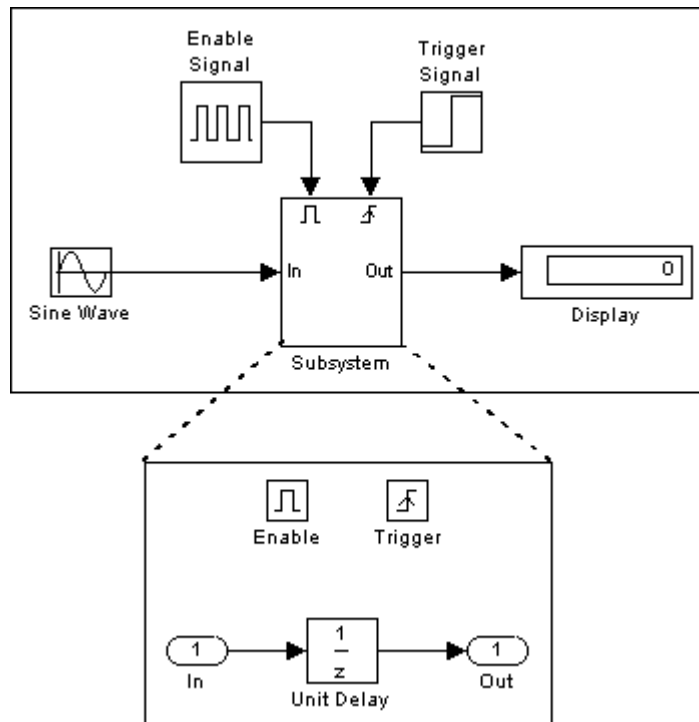 Enable
Signal
Trigger
Signal
In
Out
0
Sine Wave
Display
Subsystem
Enable
Trigger
1
1
z
1
In
Unit Delay
Out